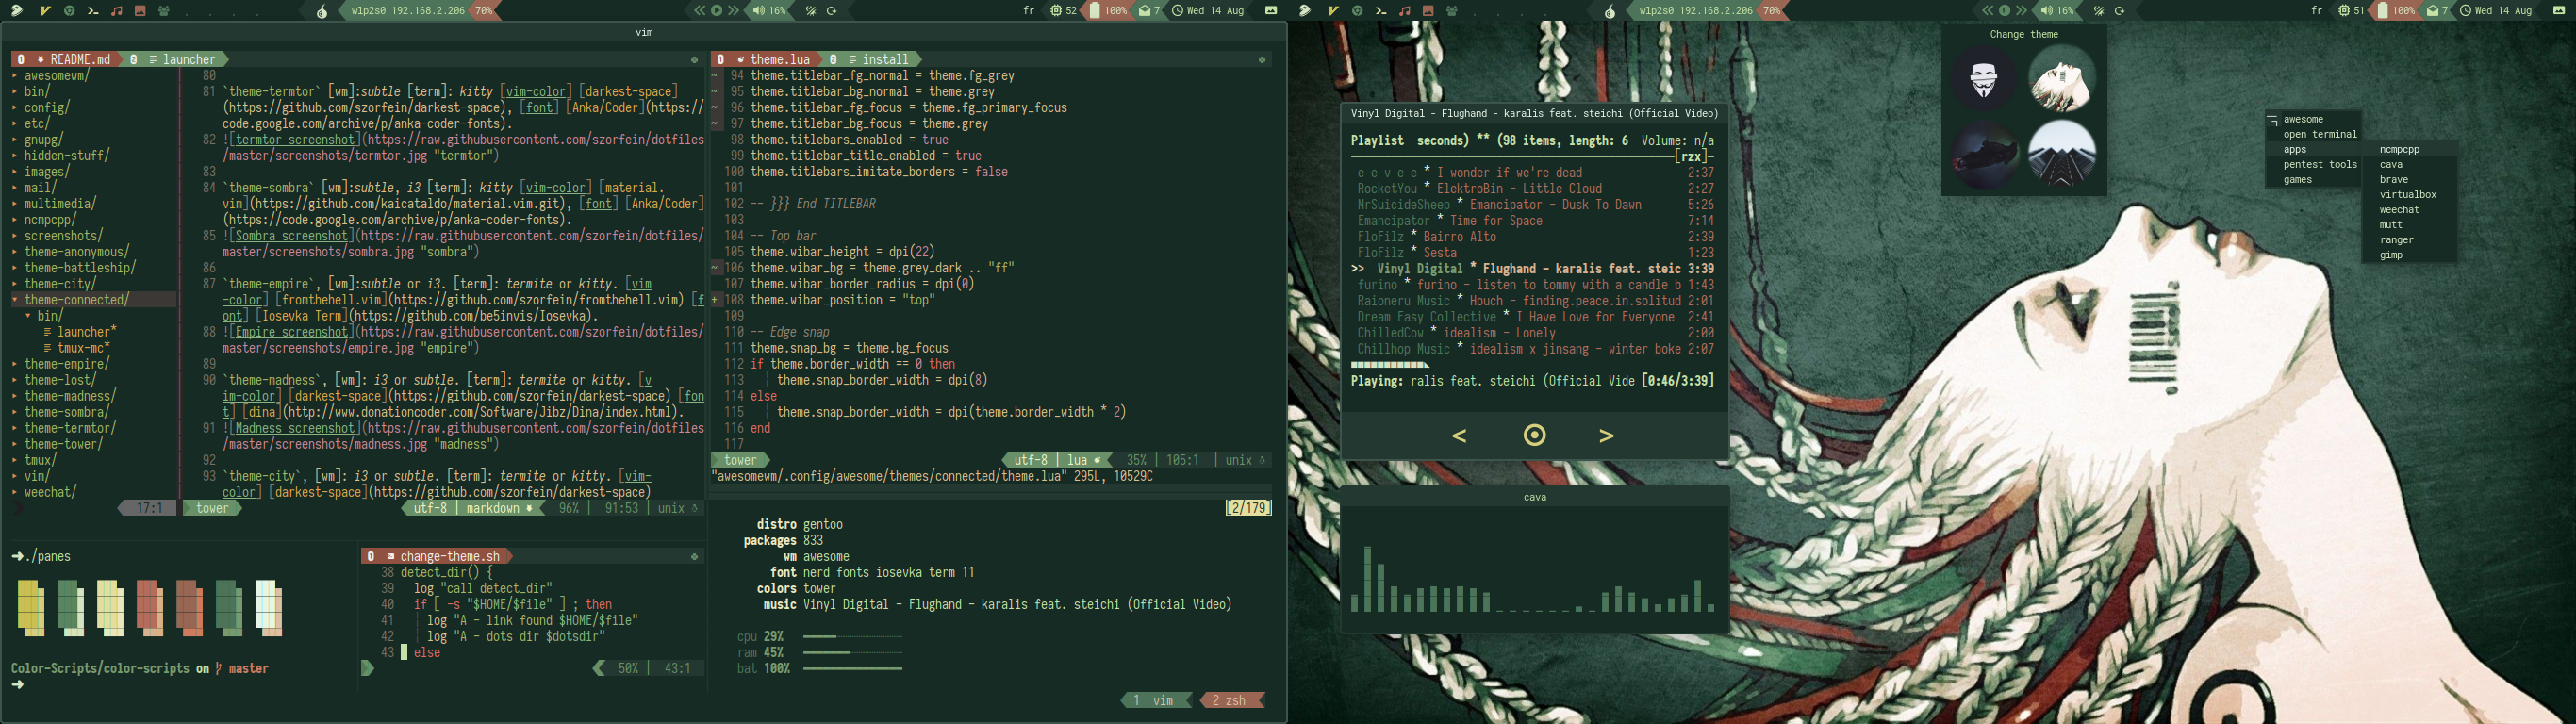 wlp2s0 192.168.2.206 70%
16%
fr 52 100% 7 Wed 14 Aug
vim
0 README.md 0 launcher
awesomewm/
bin/
config/
etc/
gnupg/
hidden-stuff/
images/
mail/
multimedia/
ncmpcpp/
screenshots/
theme-anonymous/
theme-battleship/
theme-city/
theme-connected/
bin/
launcher*
tmux-mc*
theme-empire/
theme-lost/
theme-madness/
theme-sombra/
theme-termtor/
theme-tower/
tmux/
vim/
weechat/
80
81 `theme-termtor` [wm]:subtle [term]: kitty [vim-color] [darkest-space]
(https://github.com/szorfein/darkest-space), [font] [Anka/Coder](https://
code.google.com/archive/p/anka-coder-fonts).
82 ![termtor screenshot](https://raw.githubusercontent.com/szorfein/dotfiles
/master/screenshots/termtor.jpg "termtor")
83
84 `theme-sombra` [wm]:subtle, i3 [term]: kitty [vim-color] [material.
vim](https://github.com/kaicataldo/material.vim.git), [font] [Anka/Coder]
(https://code.google.com/archive/p/anka-coder-fonts).
85 ![Sombra screenshot](https://raw.githubusercontent.com/szorfein/dotfiles/
master/screenshots/sombra.jpg "sombra")
86
87 `theme-empire`, [wm]:subtle or i3. [term]: termite or kitty. [vim
-color] [fromthehell.vim](https://github.com/szorfein/fromthehell.vim) [f
ont] [Iosevka Term](https://github.com/be5invis/Iosevka).
88 ![Empire screenshot](https://raw.githubusercontent.com/szorfein/dotfiles/
master/screenshots/empire.jpg "empire")
89
90 `theme-madness`, [wm]: i3 or subtle. [term]: termite or kitty. [v
im-color] [darkest-space](https://github.com/szorfein/darkest-space) [fon
t] [dina](http://www.donationcoder.com/Software/Jibz/Dina/index.html).
91 ![Madness screenshot](https://raw.githubusercontent.com/szorfein/dotfiles
/master/screenshots/madness.jpg "madness")
92
93 `theme-city`, [wm]: i3 or subtle. [term]: termite or kitty. [vim-
color] [darkest-space](https://github.com/szorfein/darkest-space)
17:1 tower utf-8 | markdown 96% | 91:53 | unix
0 theme.lua 0 install
~ 94 theme.titlebar_fg_normal = theme.fg_grey
~ 95 theme.titlebar_bg_normal = theme.grey
~ 96 theme.titlebar_fg_focus = theme.fg_primary_focus
~ 97 theme.titlebar_bg_focus = theme.grey
98 theme.titlebars_enabled = true
99 theme.titlebar_title_enabled = true
100 theme.titlebars_imitate_borders = false
101
102 -- }}} End TITLEBAR
103
104 -- Top bar
105 theme.wibar_height = dpi(22)
~ 106 theme.wibar_bg = theme.grey_dark .. "ff"
107 theme.wibar_border_radius = dpi(0)
+ 108 theme.wibar_position = "top"
109
110 -- Edge snap
111 theme.snap_bg = theme.bg_focus
112 if theme.border_width == 0 then
113 theme.snap_border_width = dpi(8)
114 else
115 theme.snap_border_width = dpi(theme.border_width * 2)
116 end
117
tower utf-8 | lua 35% | 105:1 | unix
"awesomewm/.config/awesome/themes/connected/theme.lua" 295L, 10529C
[2/179]
➜./panes
Color-Scripts/color-scripts on master
➜
0 change-theme.sh
38 detect_dir() {
39 log "call detect_dir"
40 if [ -s "$HOME/$file" ] ; then
41 log "A - link found $HOME/$file"
42 log "A - dots dir $dotsdir"
43 else
50% | 43:1
distro gentoo
packages 833
wm awesome
font nerd fonts iosevka term 11
colors tower
music Vinyl Digital - Flughand - karalis feat. steichi (Official Video)
cpu 29%
ram 45%
bat 100%
1 vim 2 zsh
wlp2s0 192.168.2.206 70%
16%
fr 51 100% 7 Wed 14 Aug
Vinyl Digital - Flughand - karalis feat. steichi (Official Video)
Playlist seconds) ** (98 items, length: 6 Volume: n/a
[rzx]
e e v e e * I wonder if we're dead 2:37
RocketYou * ElektroBin - Little Cloud 2:27
MrSuicideSheep * Emancipator - Dusk To Dawn 5:26
Emancipator * Time for Space 7:14
FloFilz * Bairro Alto 2:39
FloFilz * Sesta 1:23
>> Vinyl Digital * Flughand - karalis feat. steic 3:39
furino * furino - listen to tommy with a candle b 1:43
Raioneru Music * Houch - finding.peace.in.solitud 2:01
Dream Easy Collective * I Have Love for Everyone 2:41
ChilledCow * idealism - Lonely 2:00
Chillhop Music * idealism x jinsang - winter boke 2:07
Playing: ralis feat. steichi (Official Vide [0:46/3:39]
< >
cava
Change theme
awesome
open terminal
apps
pentest tools
games
ncmpcpp
cava
brave
virtualbox
weechat
mutt
ranger
gimp